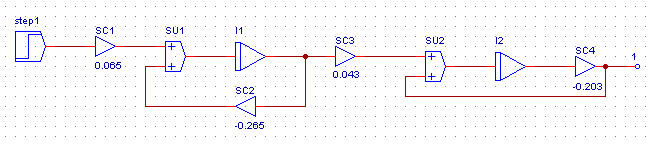 step1
SC1
0.065
SU1
+
+
I1
SC2
-0.265
SC3
0.043
SU2
+
+
I2
SC4
-0.203
1